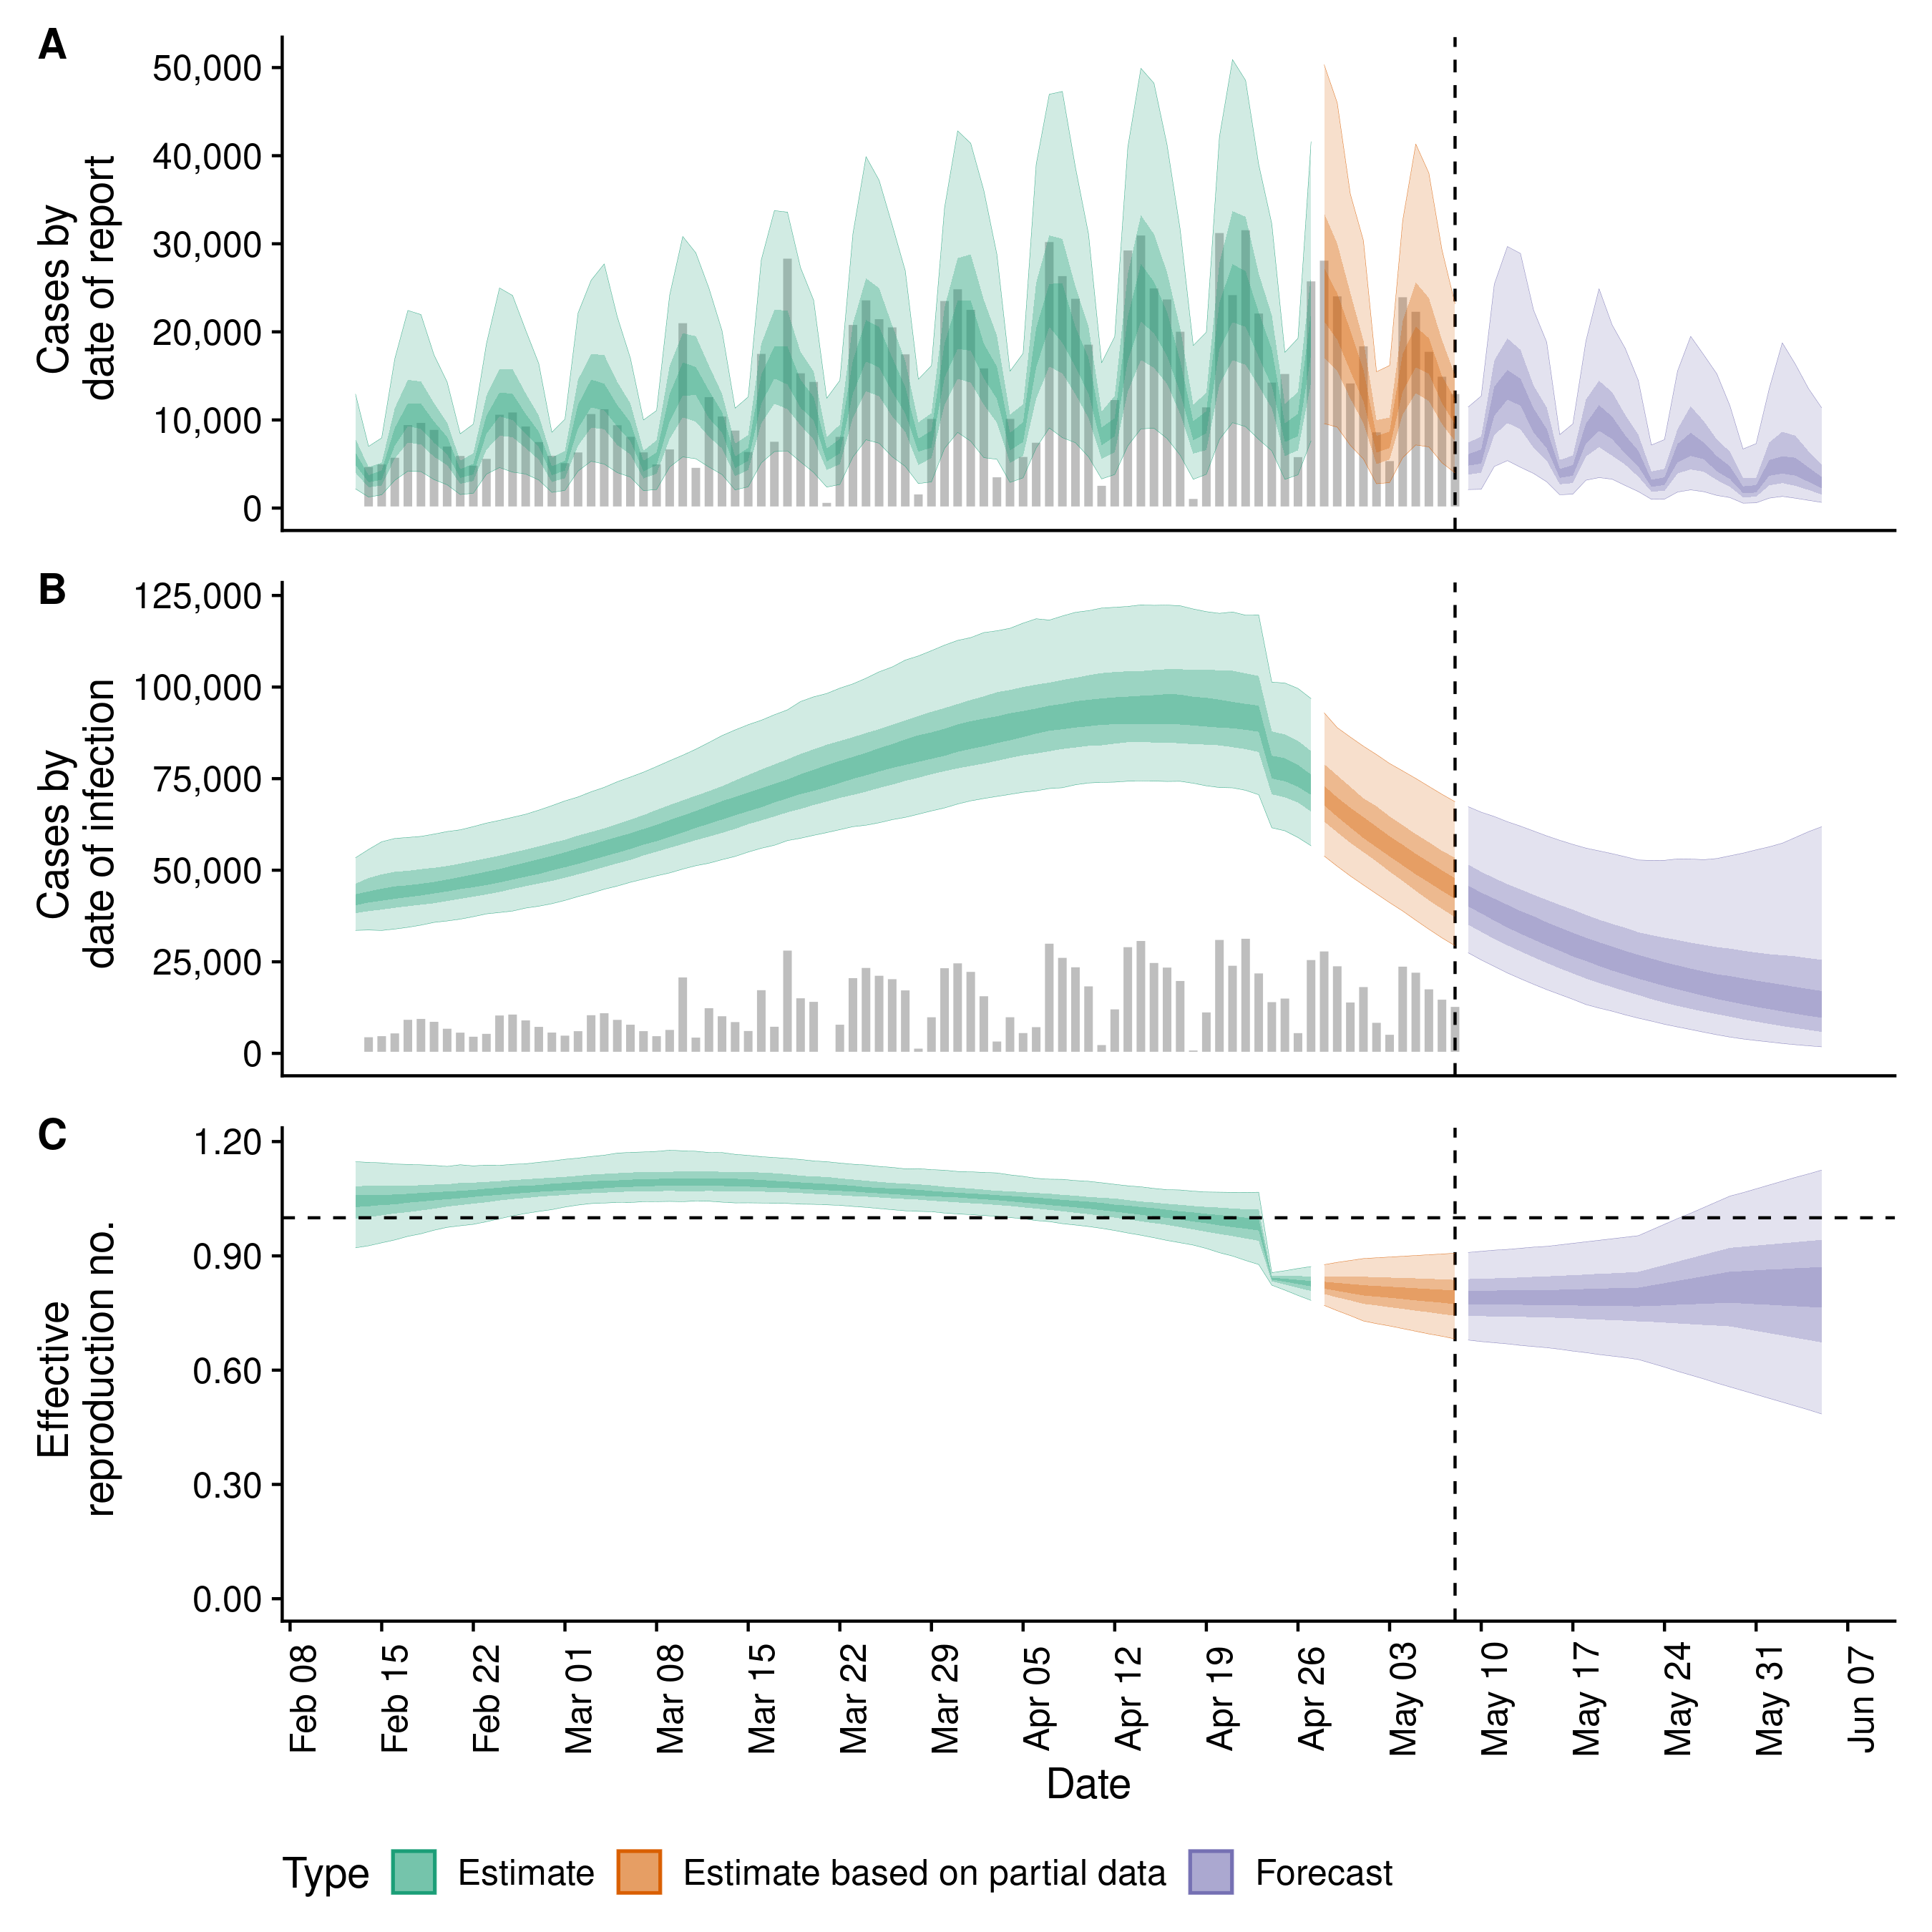 A
Cases by
date of report
50,000
40,000
30,000
20,000
10,000
0
B
Cases by
date of infection
125,000
100,000
75,000
50,000
25,000
0
C
Effective
reproduction no.
1.20
0.90
0.60
0.30
0.00
Feb 08
Feb 15
Feb 22
Mar 01
Mar 08
Mar 15
Mar 22
Mar 29
Apr 05
Apr 12
Apr 19
Apr 26
May 03
May 10
May 17
May 24
May 31
Jun 07
Date
Type Estimate Estimate based on partial data Forecast